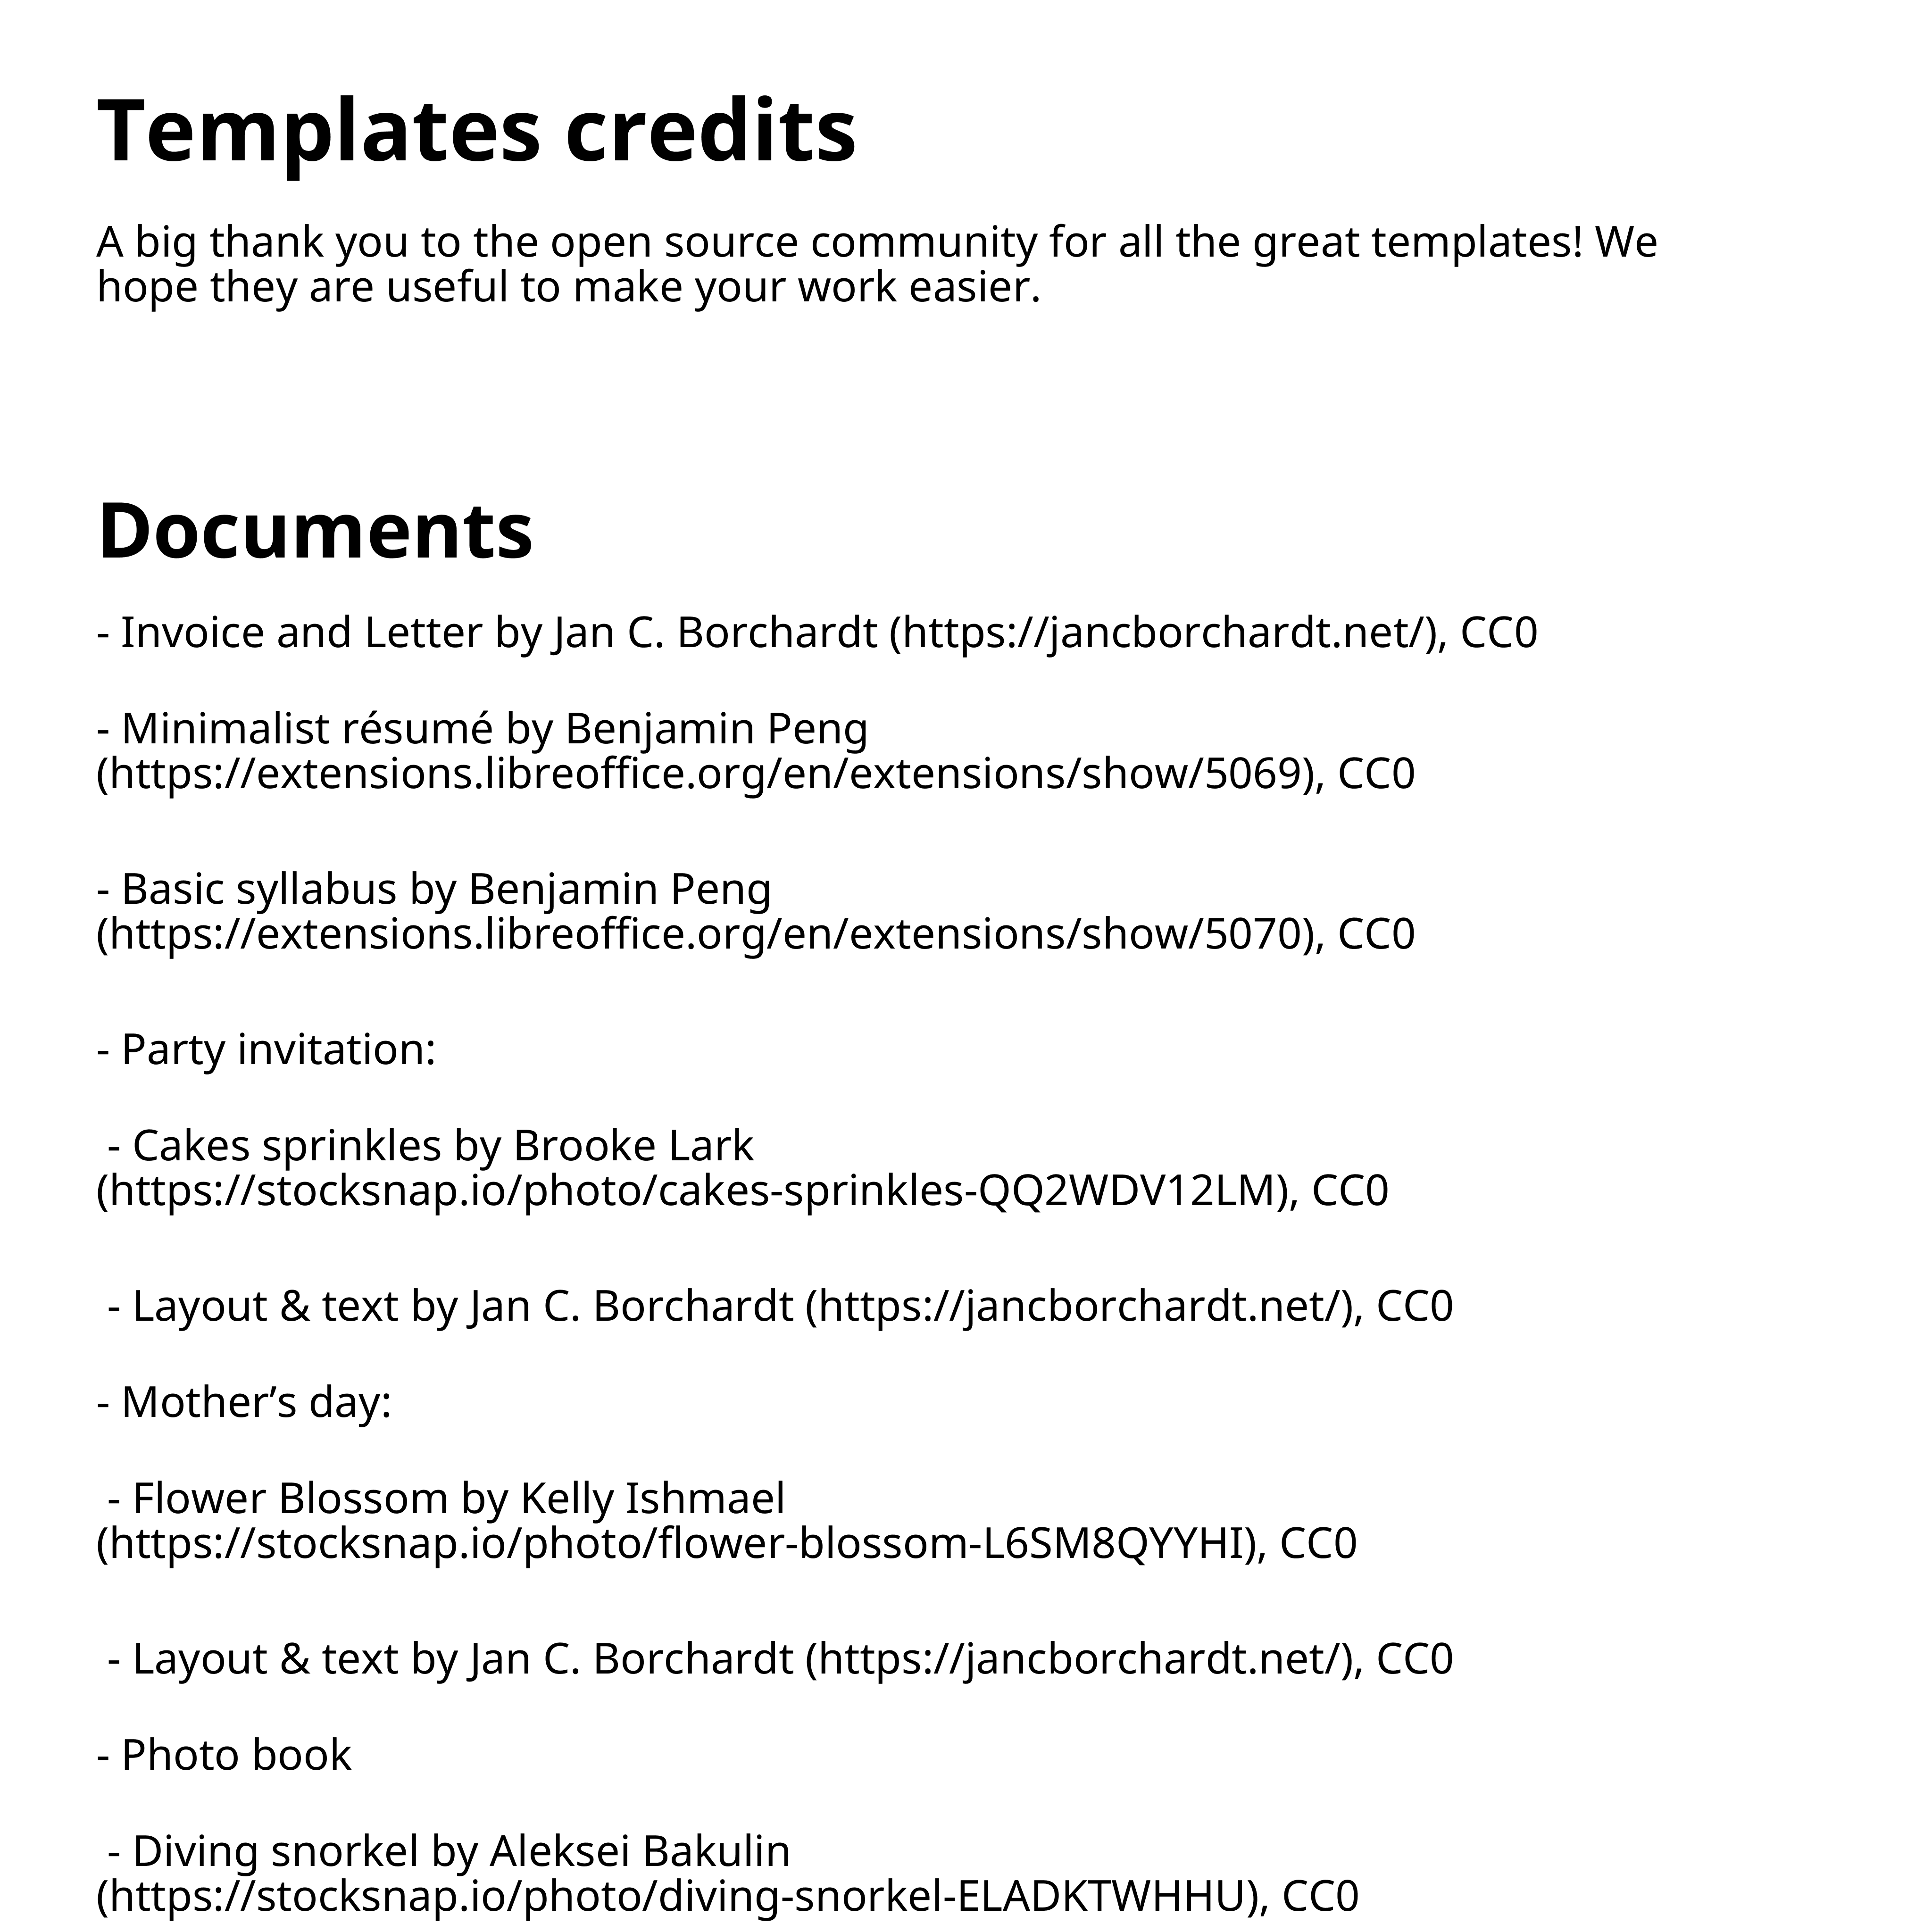 Templates credits
A big thank you to the open source community for all the great templates! We
hope they are useful to make your work easier.
Documents
- Invoice and Letter by Jan C. Borchardt (https://jancborchardt.net/), CC0
- Minimalist résumé by Benjamin Peng
(https://extensions.libreoffice.org/en/extensions/show/5069), CC0
- Basic syllabus by Benjamin Peng
(https://extensions.libreoffice.org/en/extensions/show/5070), CC0
- Party invitation:
- Cakes sprinkles by Brooke Lark
(https://stocksnap.io/photo/cakes-sprinkles-QQ2WDV12LM), CC0
- Layout & text by Jan C. Borchardt (https://jancborchardt.net/), CC0
- Mother’s day:
- Flower Blossom by Kelly Ishmael
(https://stocksnap.io/photo/flower-blossom-L6SM8QYYHI), CC0
- Layout & text by Jan C. Borchardt (https://jancborchardt.net/), CC0
- Photo book
- Diving snorkel by Aleksei Bakulin
(https://stocksnap.io/photo/diving-snorkel-ELADKTWHHU), CC0